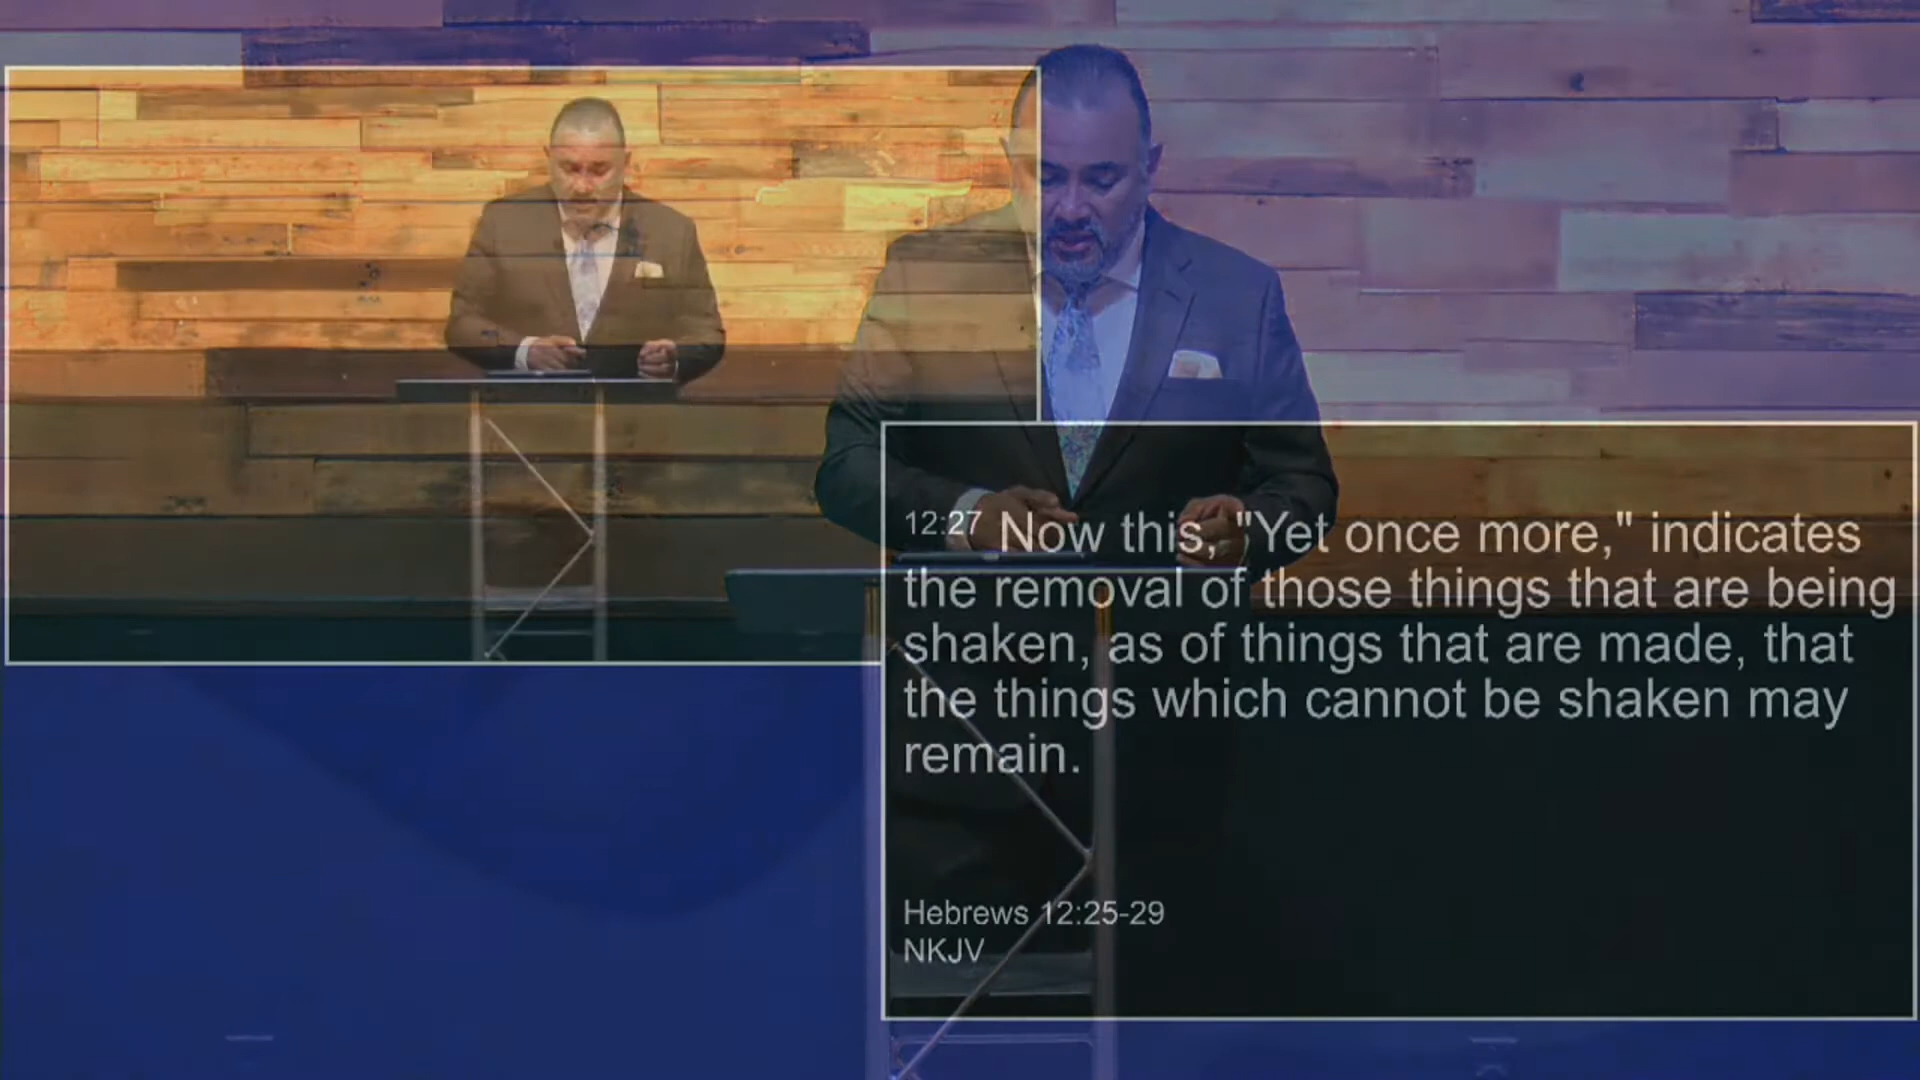 12:27 Now this, "Yet once more," indicates
the removal of those things that are being
shaken, as of things that are made, that
the things which cannot be shaken may
remain.
Hebrews 12:25-29
NKJV